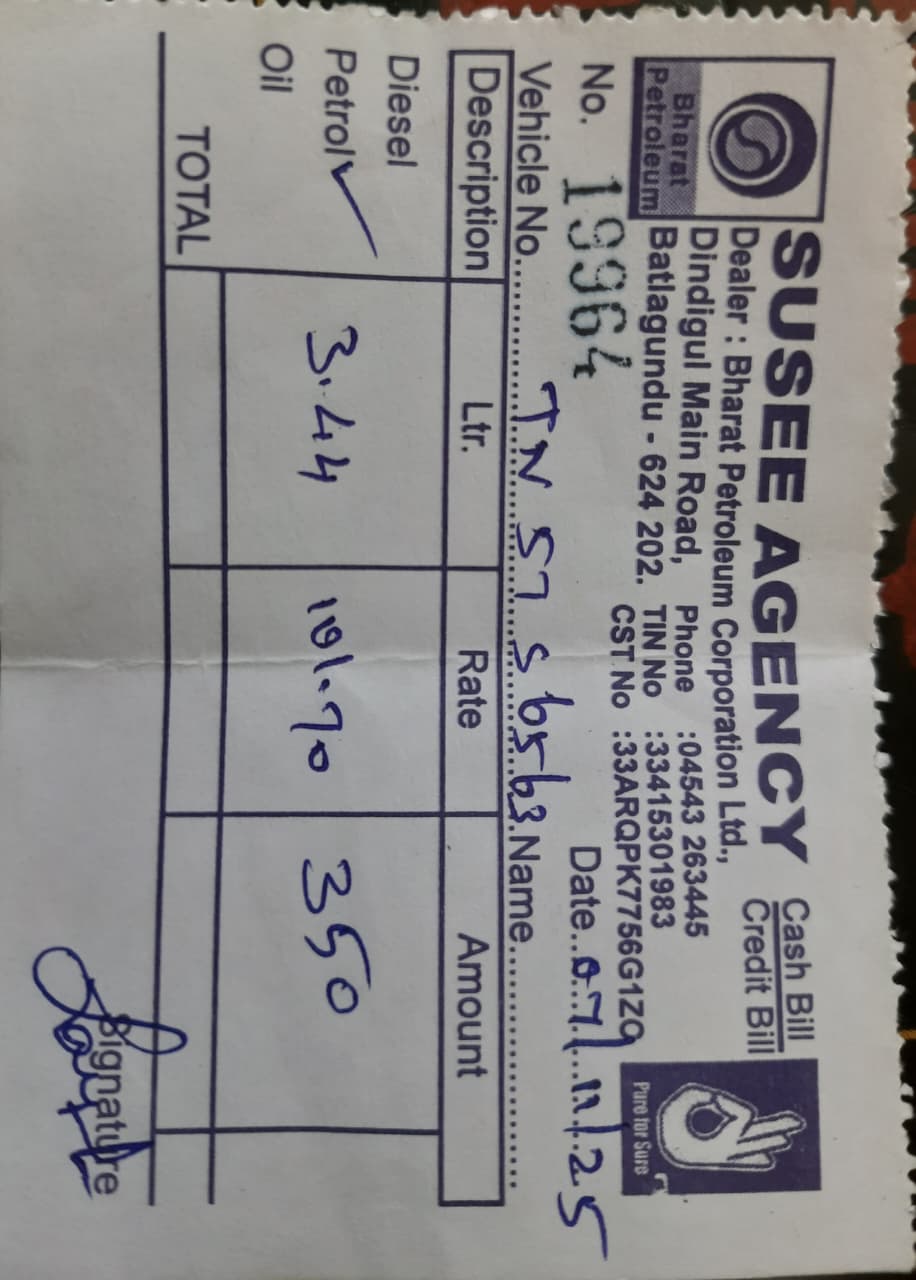 SUSEE AGENCY
Cash Bill
Credit Bill
Bharat
Petroleum
Dealer : Bharat Petroleum Corporation Ltd.,
Dindigul Main Road, Phone :04543 263445
Batlagundu - 624 202. TIN No :33415301983
CST No :33ARQPK7756G1ZQ
Pure for Sure
No. 19964 Date 07/11/25
Vehicle No. TN 57 S 6563 Name
Description Ltr. Rate Amount
Diesel
Petrol ✓ 3.44 101.70 350
Oil
TOTAL
Signature